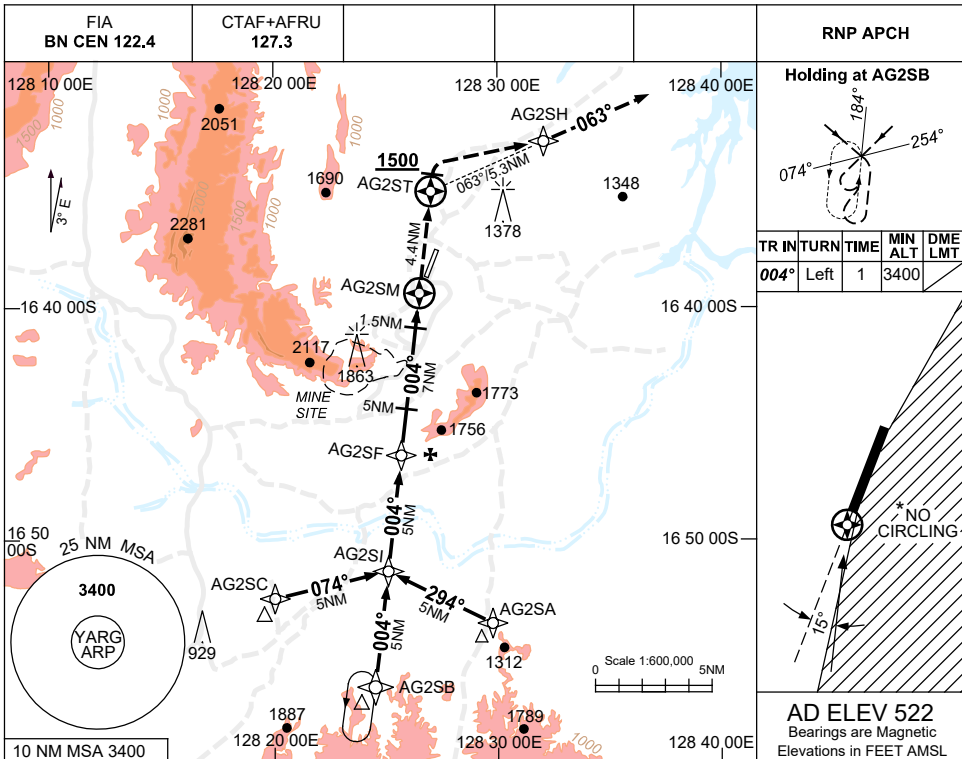 FIA
BN CEN 122.4
CTAF+AFRU
127.3
RNP APCH
128 10 00E
128 20 00E
128 30 00E
128 40 00E
1500
1000
2051
1000
1690
2000
1500
1000
2281
3° E
AG2SH
063°
1500
AG2ST
063°/5.3NM
1378
1348
4.4NM
AG2SM
16 40 00S
16 40 00S
1.5NM
2117
1863
MINE
SITE
004°
7NM
5NM
1773
1756
AG2SF
004°
5NM
16 50
00S
16 50 00S
AG2SI
AG2SC
074°
5NM
294°
5NM
AG2SA
004°
5NM
25 NM MSA
3400
YARG
ARP
929
1312
Scale 1:600,000
0
5NM
AG2SB
1887
1789
1000
10 NM MSA 3400
128 20 00E
128 30 00E
128 40 00E
Holding at AG2SB
184°
254°
074°
TR IN TURN TIME MIN ALT DME LMT
004° Left 1 3400
*NO
CIRCLING
15°
AD ELEV 522
Bearings are Magnetic
Elevations in FEET AMSL